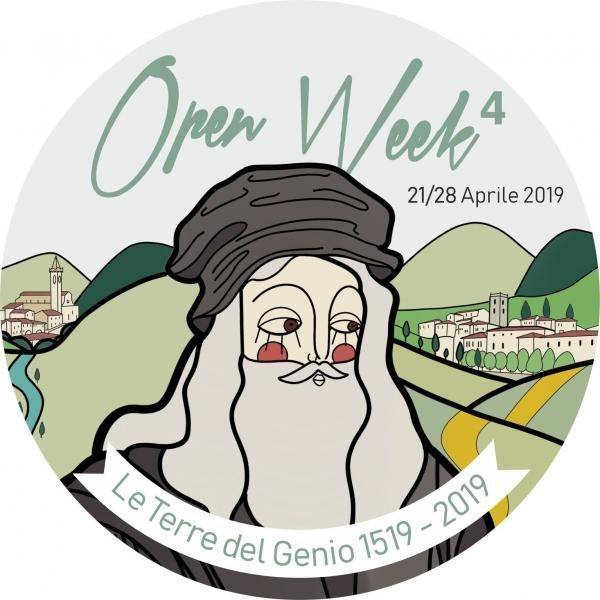 Open Week⁴
21/28 Aprile 2019
Le Terre del Genio 1519 - 2019